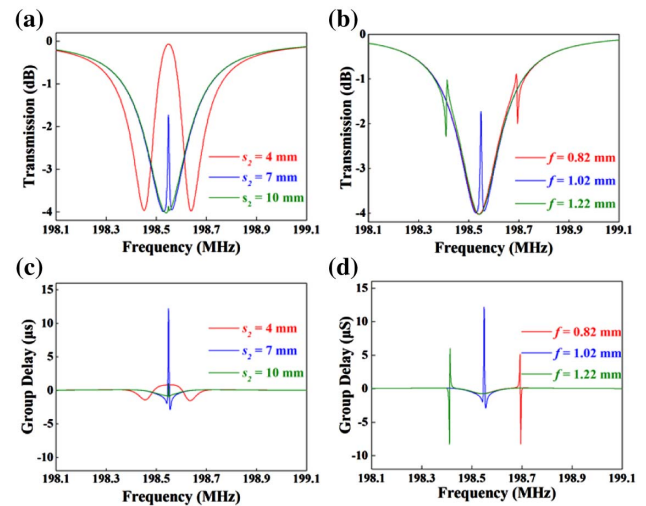 (a)
Transmission (dB)
0
-1
-2
-3
-4
s2 = 4 mm
s2 = 7 mm
s2 = 10 mm
198.1 198.3 198.5 198.7 198.9 199.1
Frequency (MHz)
(b)
Transmission (dB)
0
-1
-2
-3
-4
f = 0.82 mm
f = 1.02 mm
f = 1.22 mm
198.1 198.3 198.5 198.7 198.9 199.1
Frequency (MHz)
(c)
Group Delay (μs)
15
10
5
0
-5
-10
s2 = 4 mm
s2 = 7 mm
s2 = 10 mm
198.1 198.3 198.5 198.7 198.9 199.1
Frequency (MHz)
(d)
Group Delay (μS)
15
10
5
0
-5
-10
f = 0.82 mm
f = 1.02 mm
f = 1.22 mm
198.1 198.3 198.5 198.7 198.9 199.1
Frequency (MHz)